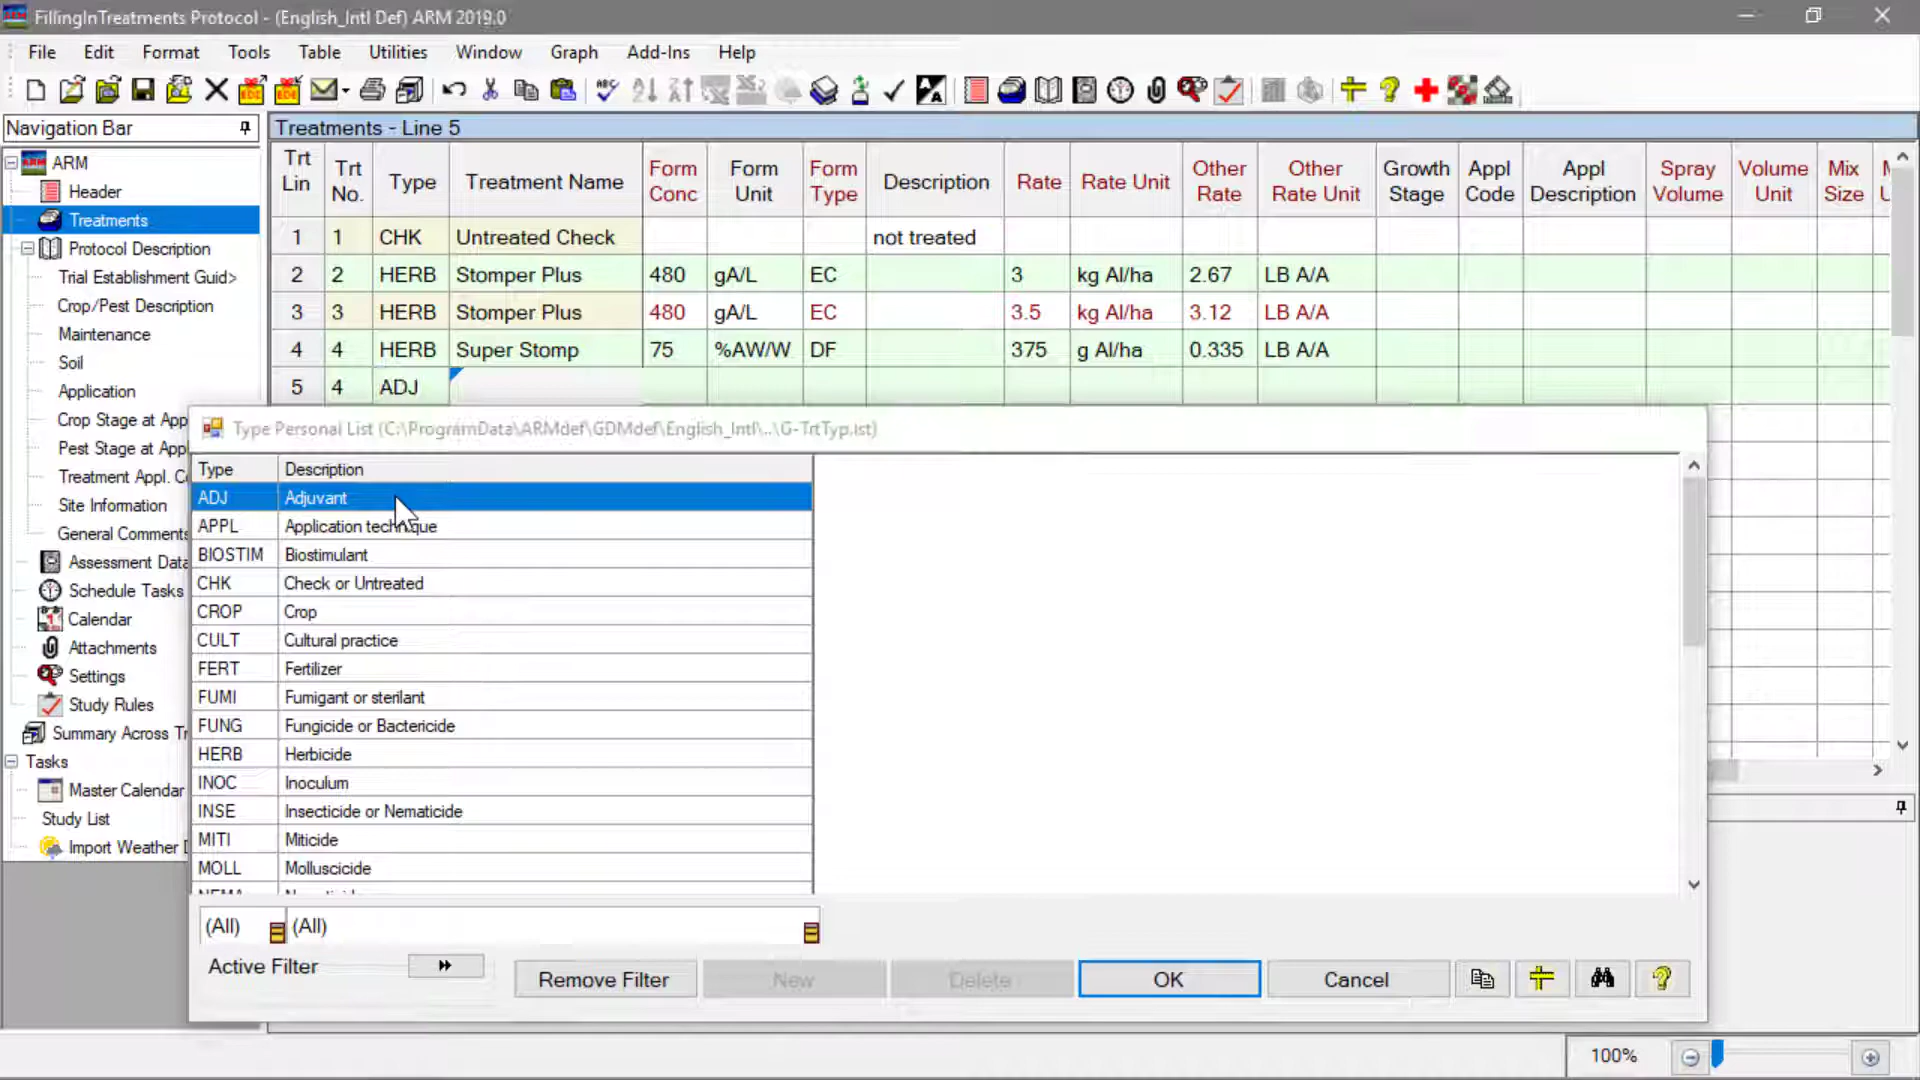 FillingInTreatments Protocol - (English_Intl Def) ARM 2019.0
File Edit Format Tools Table Utilities Window Graph Add-Ins Help
Navigation Bar
ARM
Header
Treatments
Protocol Description
Trial Establishment Guid>
Crop/Pest Description
Maintenance
Soil
Application
Crop Stage at App
Pest Stage at App
Treatment Appl. C
Site Information
General Comments
Assessment Data
Schedule Tasks
Calendar
Attachments
Settings
Study Rules
Summary Across Tr
Tasks
Master Calendar
Study List
Import Weather D
Treatments - Line 5
Trt Lin Trt No. Type Treatment Name Form Conc Form Unit Form Type Description Rate Rate Unit Other Rate Other Rate Unit Growth Stage Appl Code Appl Description Spray Volume Volume Unit Mix Size
1 1 CHK Untreated Check not treated
2 2 HERB Stomper Plus 480 gA/L EC 3 kg AI/ha 2.67 LB A/A
3 3 HERB Stomper Plus 480 gA/L EC 3.5 kg AI/ha 3.12 LB A/A
4 4 HERB Super Stomp 75 %AW/W DF 375 g AI/ha 0.335 LB A/A
5 4 ADJ
Type Personal List (C:\ProgramData\ARMdef\GDMdef\English_Intl\...\G-TrtTyp.lst)
Type Description
ADJ Adjuvant
APPL Application technique
BIOSTIM Biostimulant
CHK Check or Untreated
CROP Crop
CULT Cultural practice
FERT Fertilizer
FUMI Fumigant or sterilant
FUNG Fungicide or Bactericide
HERB Herbicide
INOC Inoculum
INSE Insecticide or Nematicide
MITI Miticide
MOLL Molluscicide
(All) (All)
Active Filter Remove Filter New Delete OK Cancel
100%